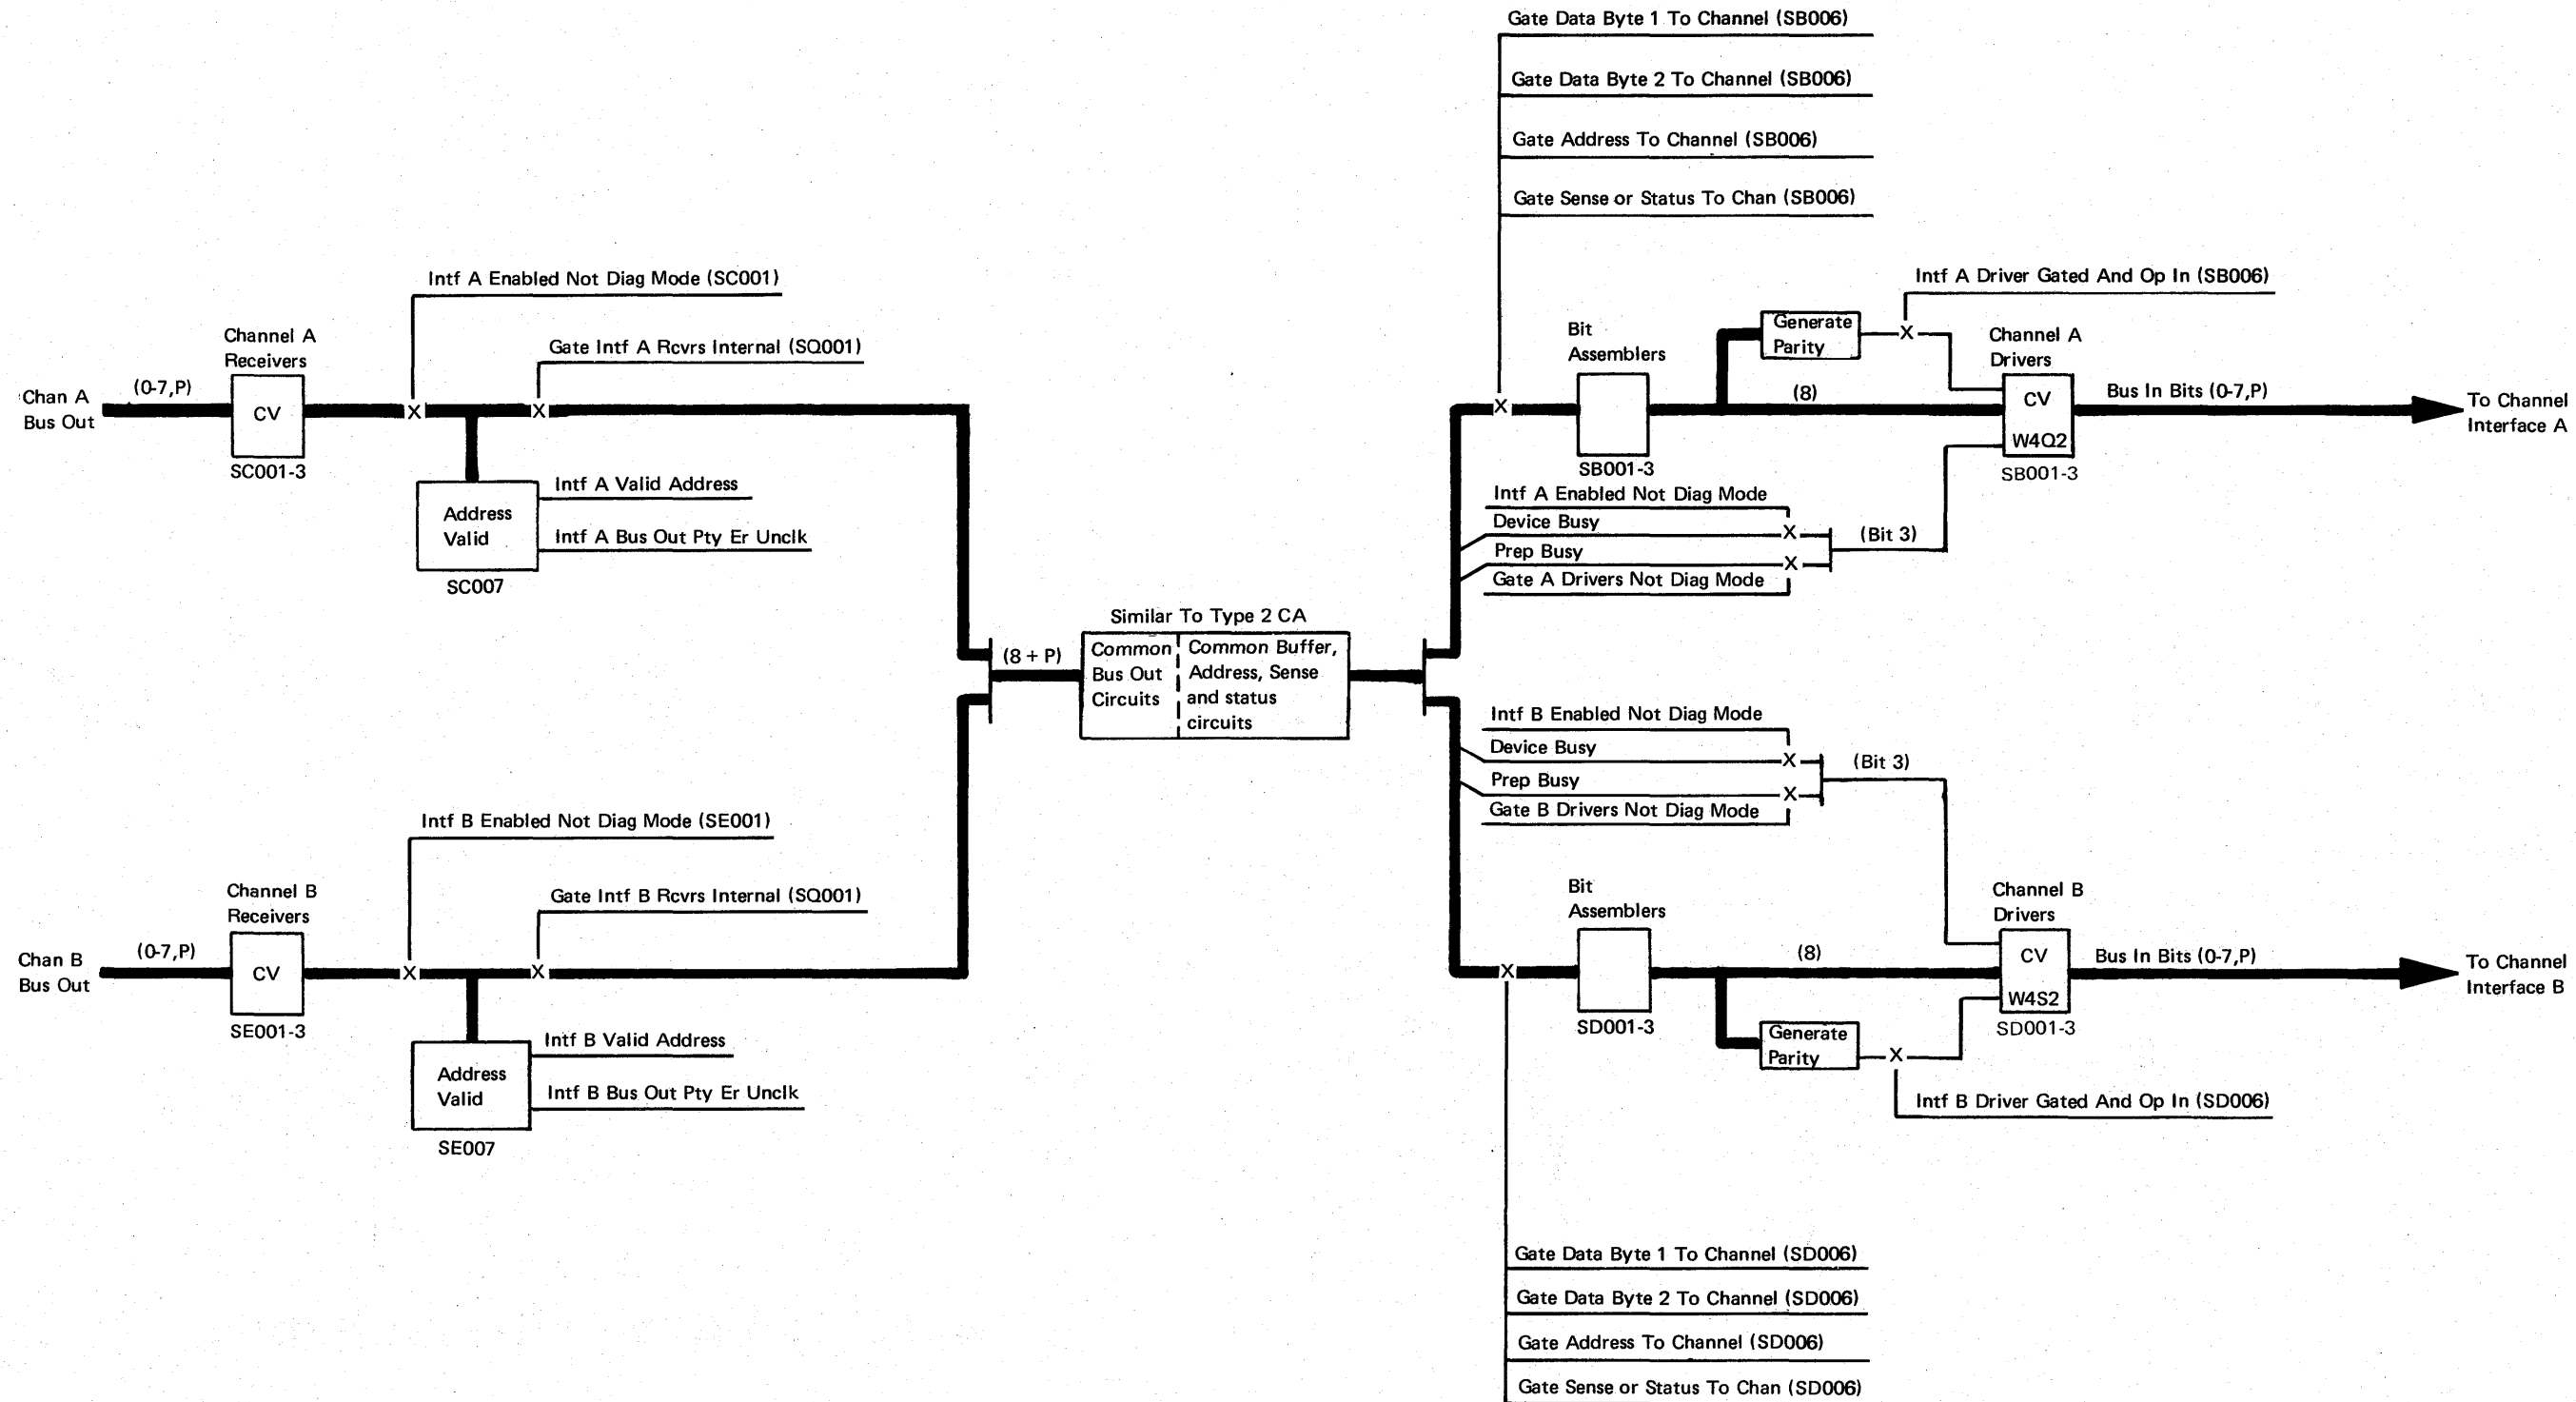 Gate Data Byte 1 To Channel (SB006)
Gate Data Byte 2 To Channel (SB006)
Gate Address To Channel (SB006)
Gate Sense or Status To Chan (SB006)
Intf A Enabled Not Diag Mode (SC001)
Gate Intf A Rcvrs Internal (SQ001)
Channel A
Receivers
Chan A
Bus Out
(0-7,P)
CV
SC001-3
Intf A Valid Address
Intf A Bus Out Pty Er Unclk
Address
Valid
SC007
Intf A Driver Gated And Op In (SB006)
Bit
Assemblers
SB001-3
Generate
Parity
(8)
Channel A
Drivers
CV
W4Q2
SB001-3
Bus In Bits (0-7,P)
To Channel
Interface A
Intf A Enabled Not Diag Mode
Device Busy
Prep Busy
Gate A Drivers Not Diag Mode
(Bit 3)
Similar To Type 2 CA
(8 + P)
Common
Bus Out
Circuits
Common Buffer,
Address, Sense
and status
circuits
Intf B Enabled Not Diag Mode
Device Busy
Prep Busy
Gate B Drivers Not Diag Mode
(Bit 3)
Intf B Enabled Not Diag Mode (SE001)
Gate Intf B Rcvrs Internal (SQ001)
Channel B
Receivers
Chan B
Bus Out
(0-7,P)
CV
SE001-3
Intf B Valid Address
Intf B Bus Out Pty Er Unclk
Address
Valid
SE007
Bit
Assemblers
SD001-3
(8)
Generate
Parity
Channel B
Drivers
CV
W4S2
SD001-3
Bus In Bits (0-7,P)
To Channel
Interface B
Intf B Driver Gated And Op In (SD006)
Gate Data Byte 1 To Channel (SD006)
Gate Data Byte 2 To Channel (SD006)
Gate Address To Channel (SD006)
Gate Sense or Status To Chan (SD006)